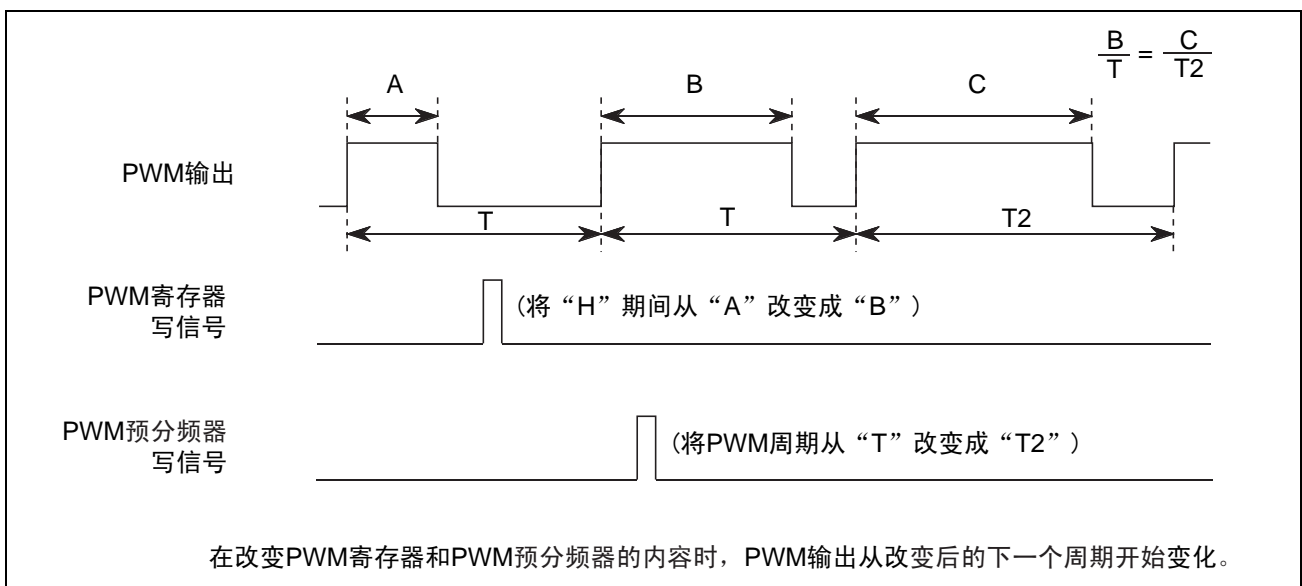 B/T = C/T2
A B C
PWM输出
T T T2
PWM寄存器
写信号
(将“H”期间从“A”改变成“B”)
PWM预分频器
写信号
(将PWM周期从“T”改变成“T2”)
在改变PWM寄存器和PWM预分频器的内容时，PWM输出从改变后的下一个周期开始变化。